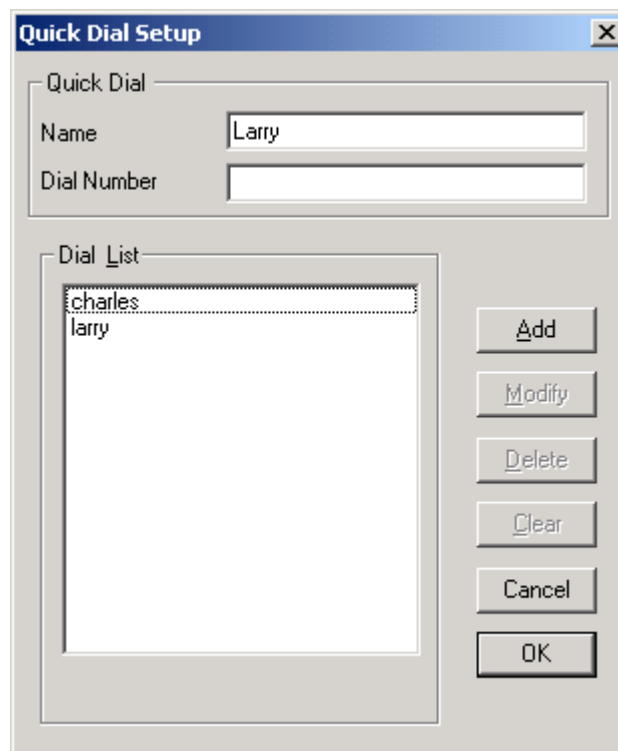 Quick Dial Setup
Quick Dial
Name
Larry
Dial Number
Dial List
charles
larry
Add
Modify
Delete
Clear
Cancel
OK